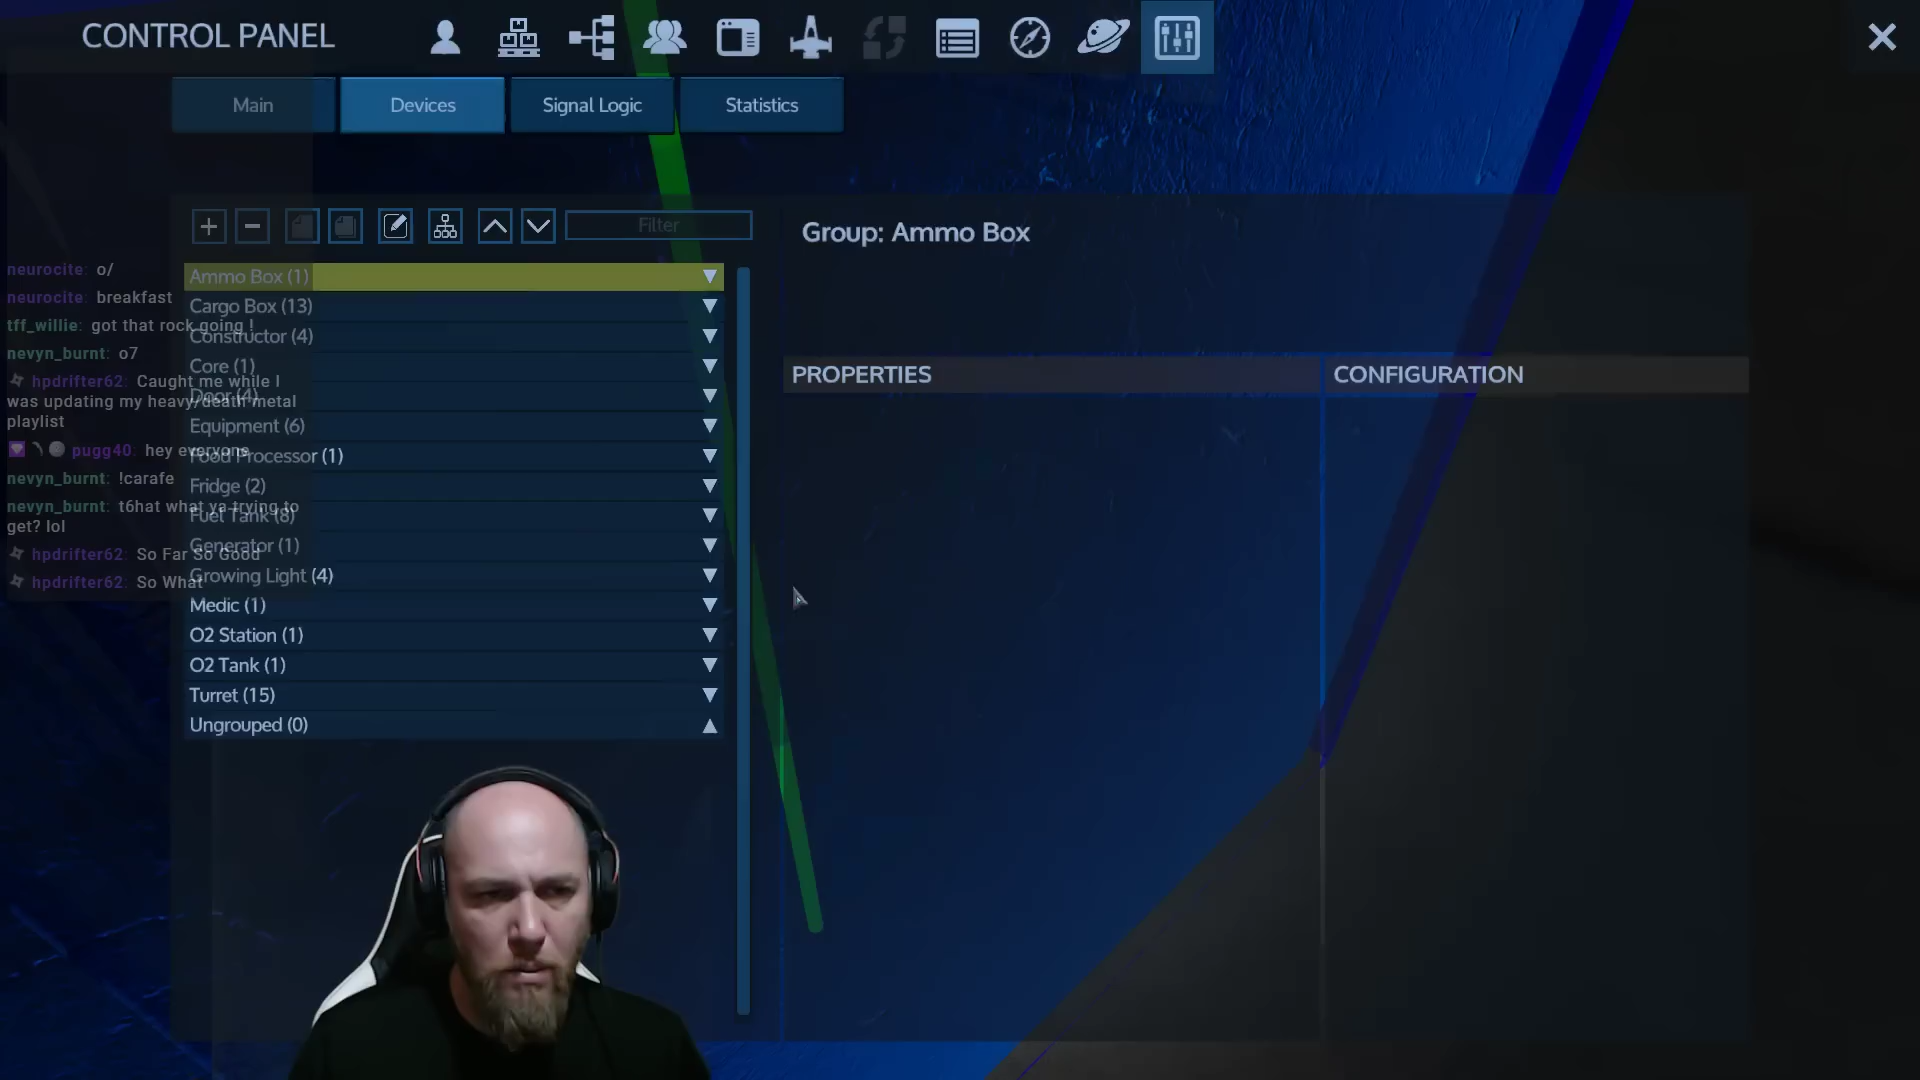 CONTROL PANEL
Main
Devices
Signal Logic
Statistics
Filter
Group: Ammo Box
PROPERTIES
CONFIGURATION
Ammo Box (1)
Cargo Box (13)
Constructor (4)
Core (1)
Door (4)
Equipment (6)
Food Processor (1)
Fridge (2)
Fuel Tank (8)
Generator (1)
Growing Light (4)
Medic (1)
O2 Station (1)
O2 Tank (1)
Turret (15)
Ungrouped (0)
neurocite: o/
neurocite: breakfast
tff_willie: got that rock going !
nevyn_burnt: o7
hpdrifter62: Caught me while I
was updating my heavy/death metal
playlist
pugg40: hey everyone
nevyn_burnt: !carafe
nevyn_burnt: t6hat what ya trying to
get? lol
hpdrifter62: So Far So Good
hpdrifter62: So What